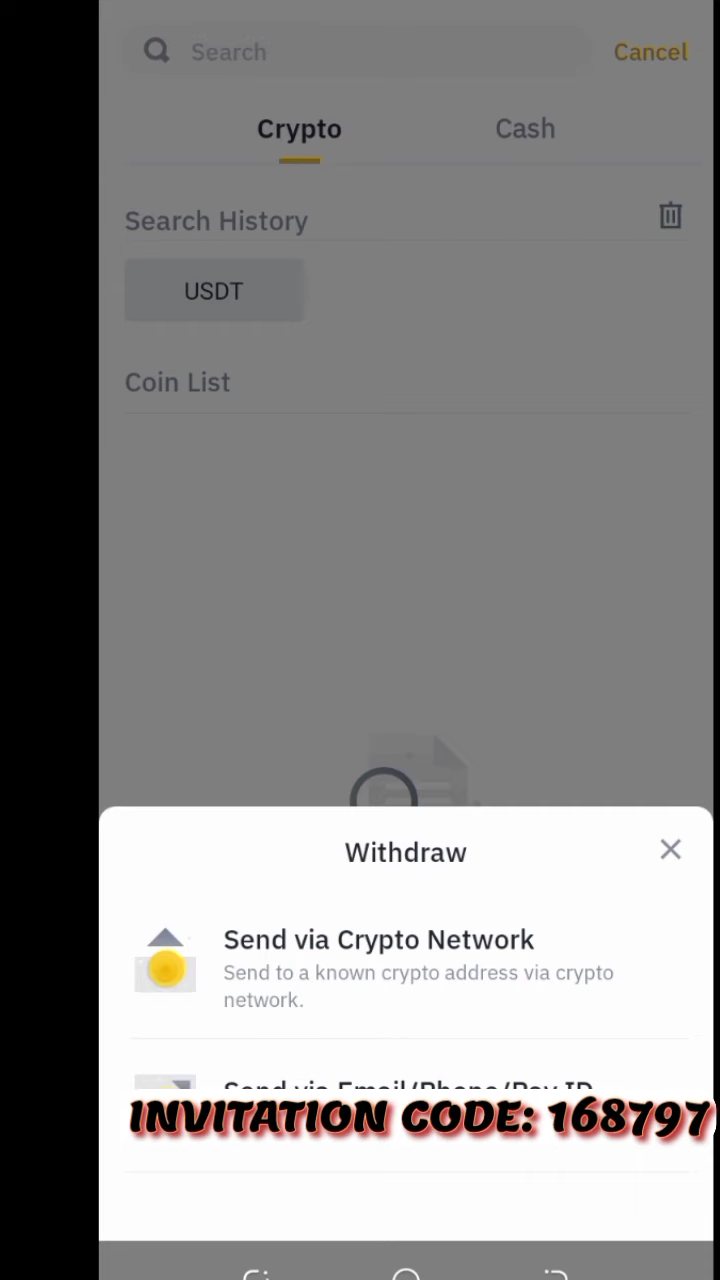 Search
Cancel
Crypto
Cash
Search History
USDT
Coin List
Withdraw
Send via Crypto Network
Send to a known crypto address via crypto
network.
Send via Email/Phone/Pay ID
INVITATION CODE: 168797